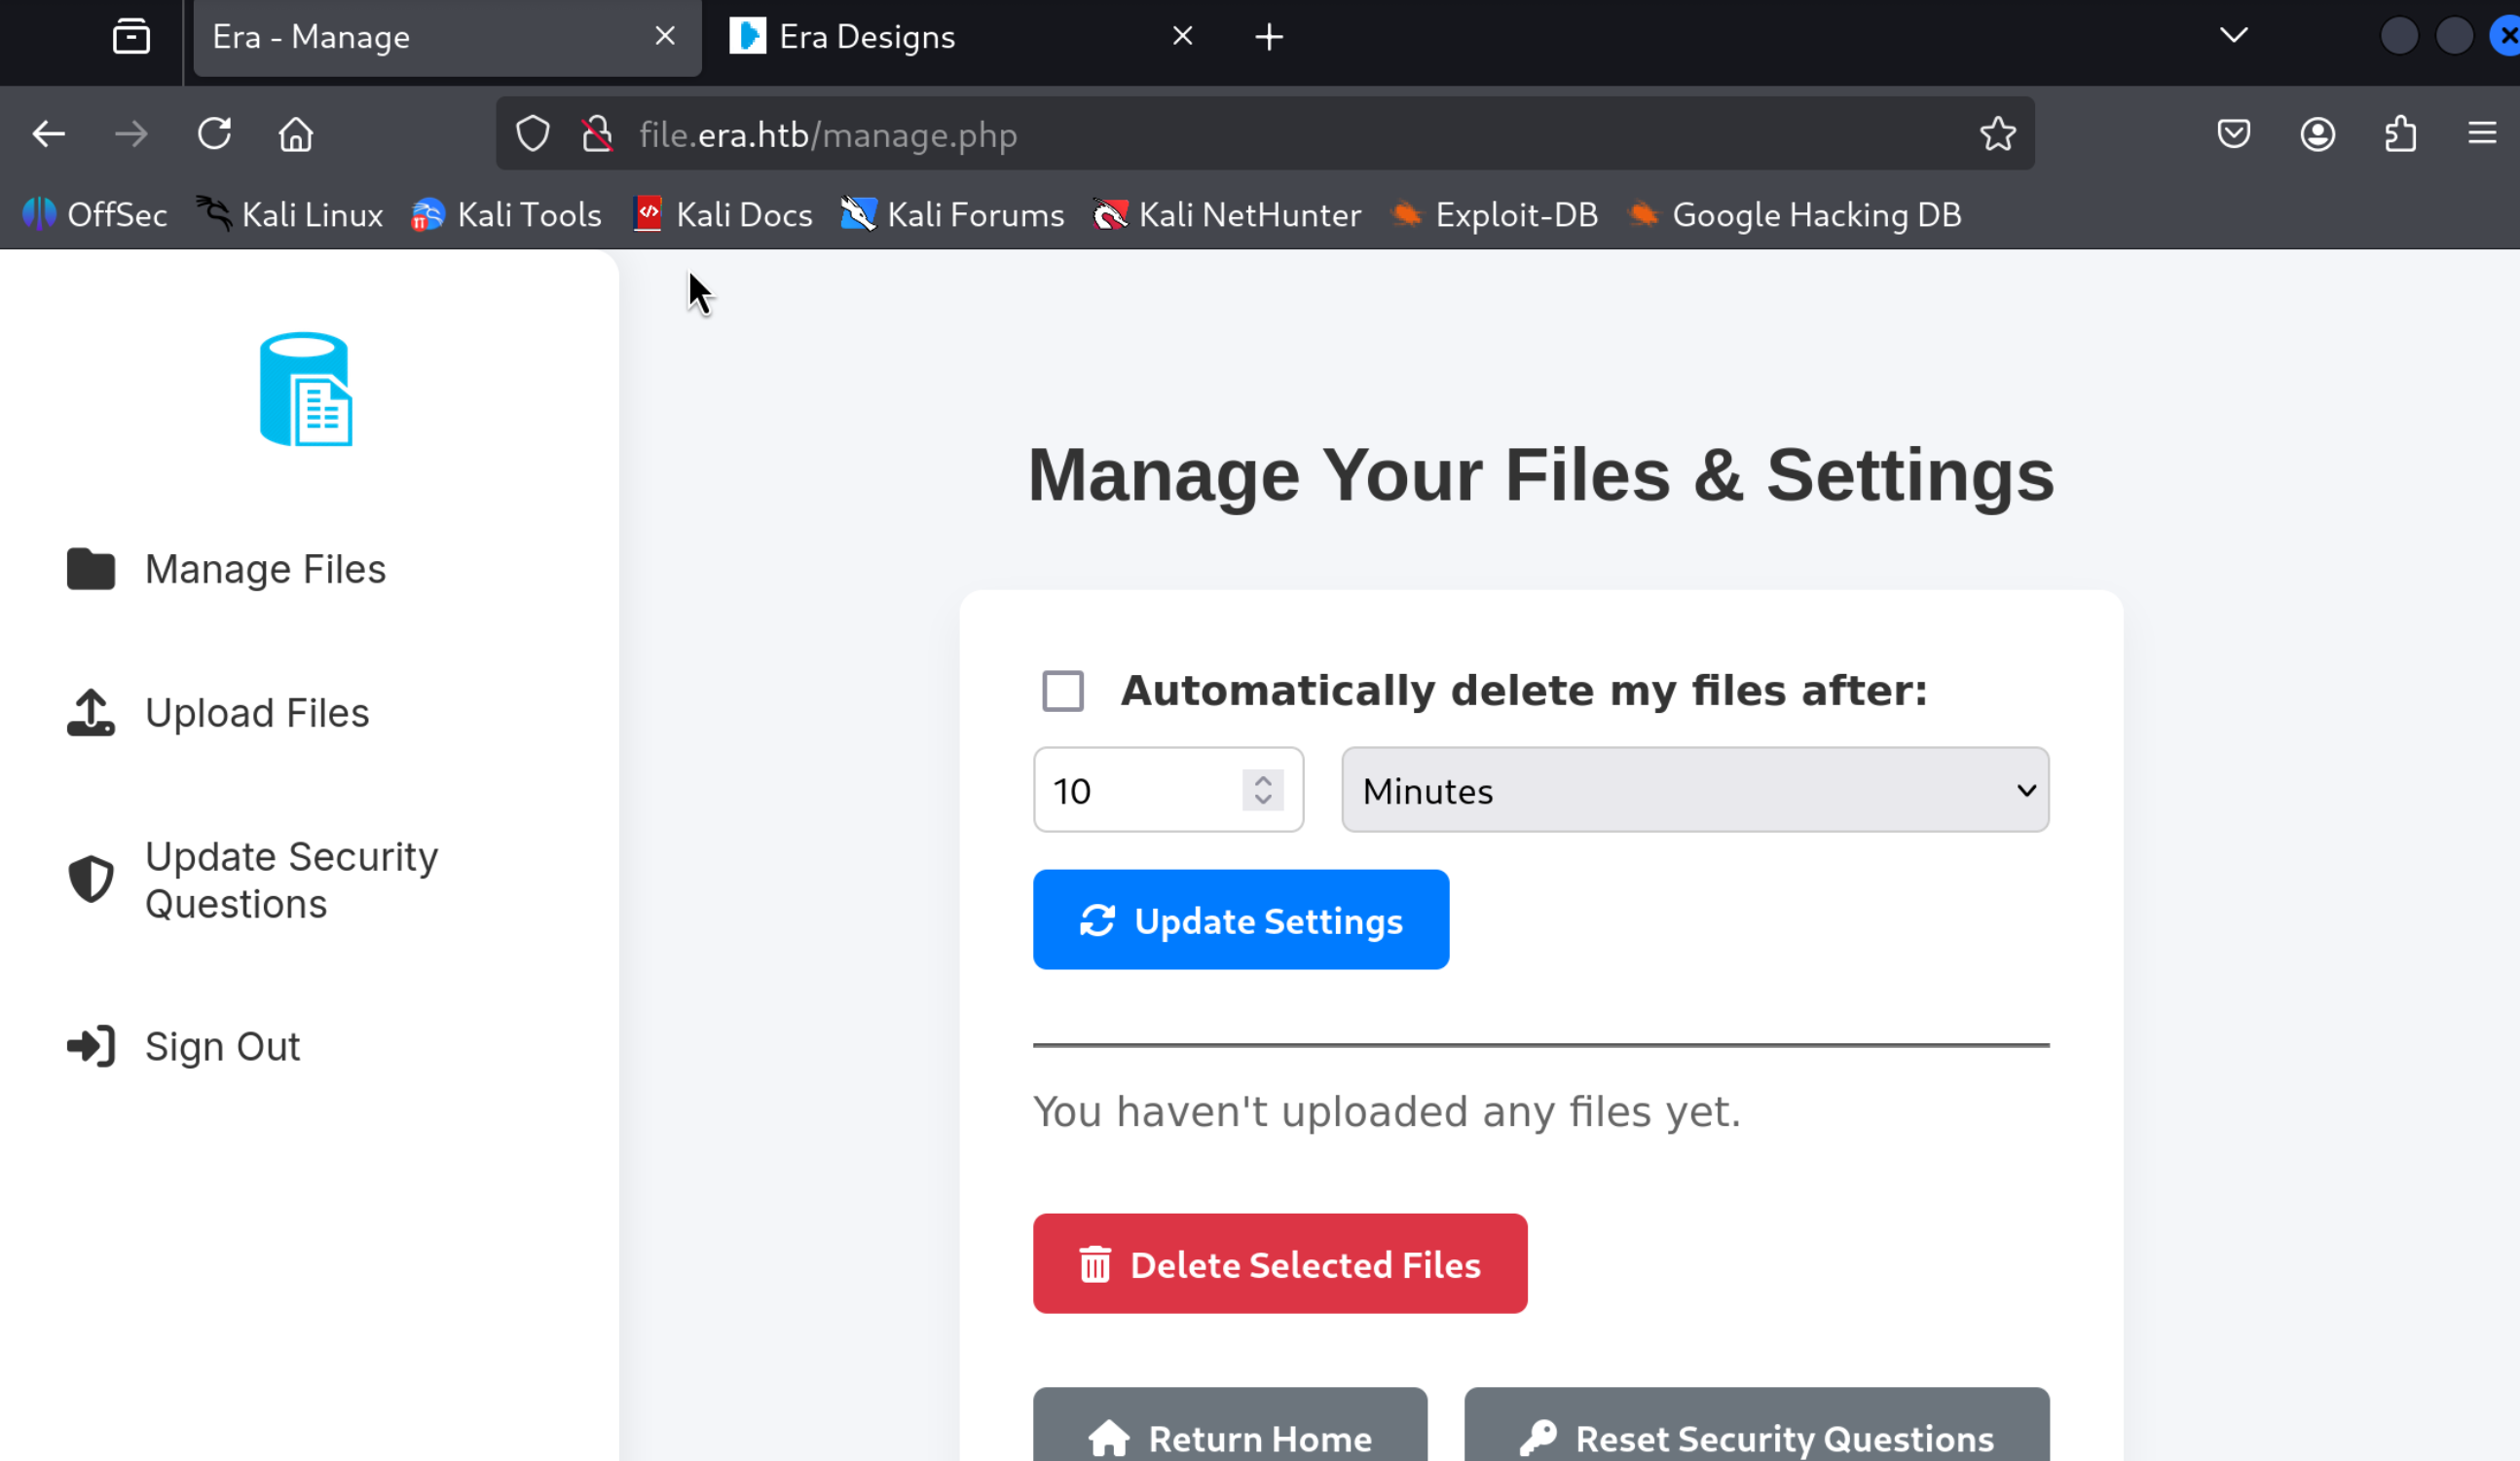 Era - Manage
Era Designs
file.era.htb/manage.php
OffSec Kali Linux Kali Tools Kali Docs Kali Forums Kali NetHunter Exploit-DB Google Hacking DB
Manage Files
Upload Files
Update Security
Questions
Sign Out
Manage Your Files & Settings
Automatically delete my files after:
10 Minutes
Update Settings
You haven't uploaded any files yet.
Delete Selected Files
Return Home Reset Security Questions